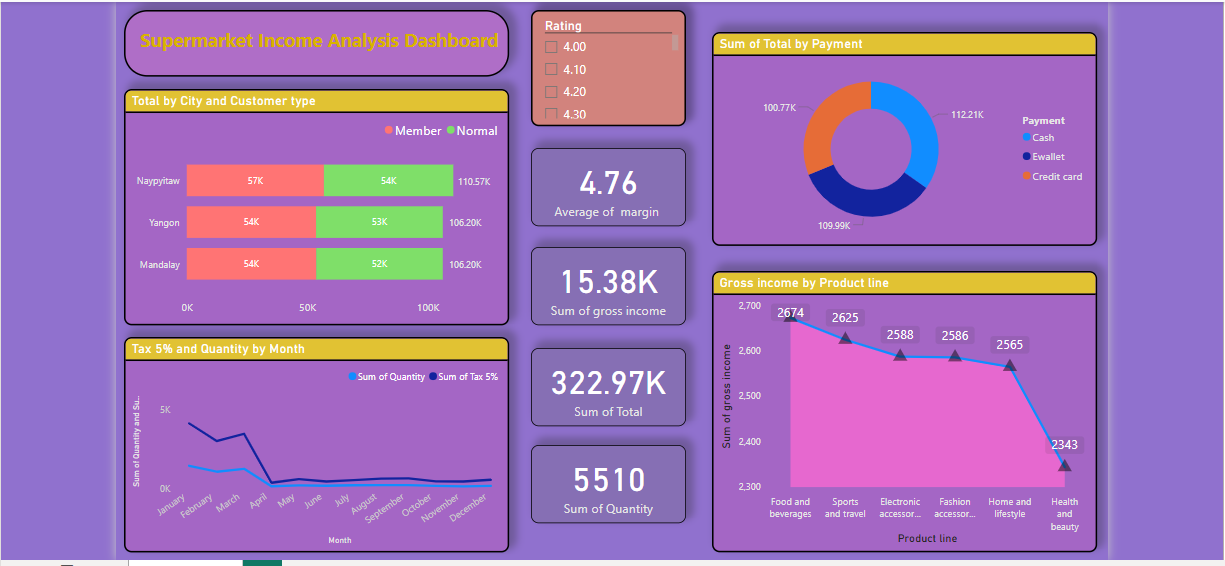 Supermarket Income Analysis Dashboard
Total by City and Customer type
Member Normal
Naypyitaw 57K 54K 110.57K
Yangon 54K 53K 106.20K
Mandalay 54K 52K 106.20K
0K 50K 100K
Tax 5% and Quantity by Month
Sum of Quantity Sum of Tax 5%
Sum of Quantity and Su...
5K
0K
January February March April May June July August September October November December
Month
Rating
4.00
4.10
4.20
4.30
4.76
Average of margin
15.38K
Sum of gross income
322.97K
Sum of Total
5510
Sum of Quantity
Sum of Total by Payment
100.77K
112.21K
109.99K
Payment
Cash
Ewallet
Credit card
Gross income by Product line
Sum of gross income
2,700
2,600
2,500
2,400
2,300
2674
2625
2588
2586
2565
2343
Food and
beverages
Sports
and travel
Electronic
accessor...
Fashion
accessor...
Home and
lifestyle
Health
and
beauty
Product line